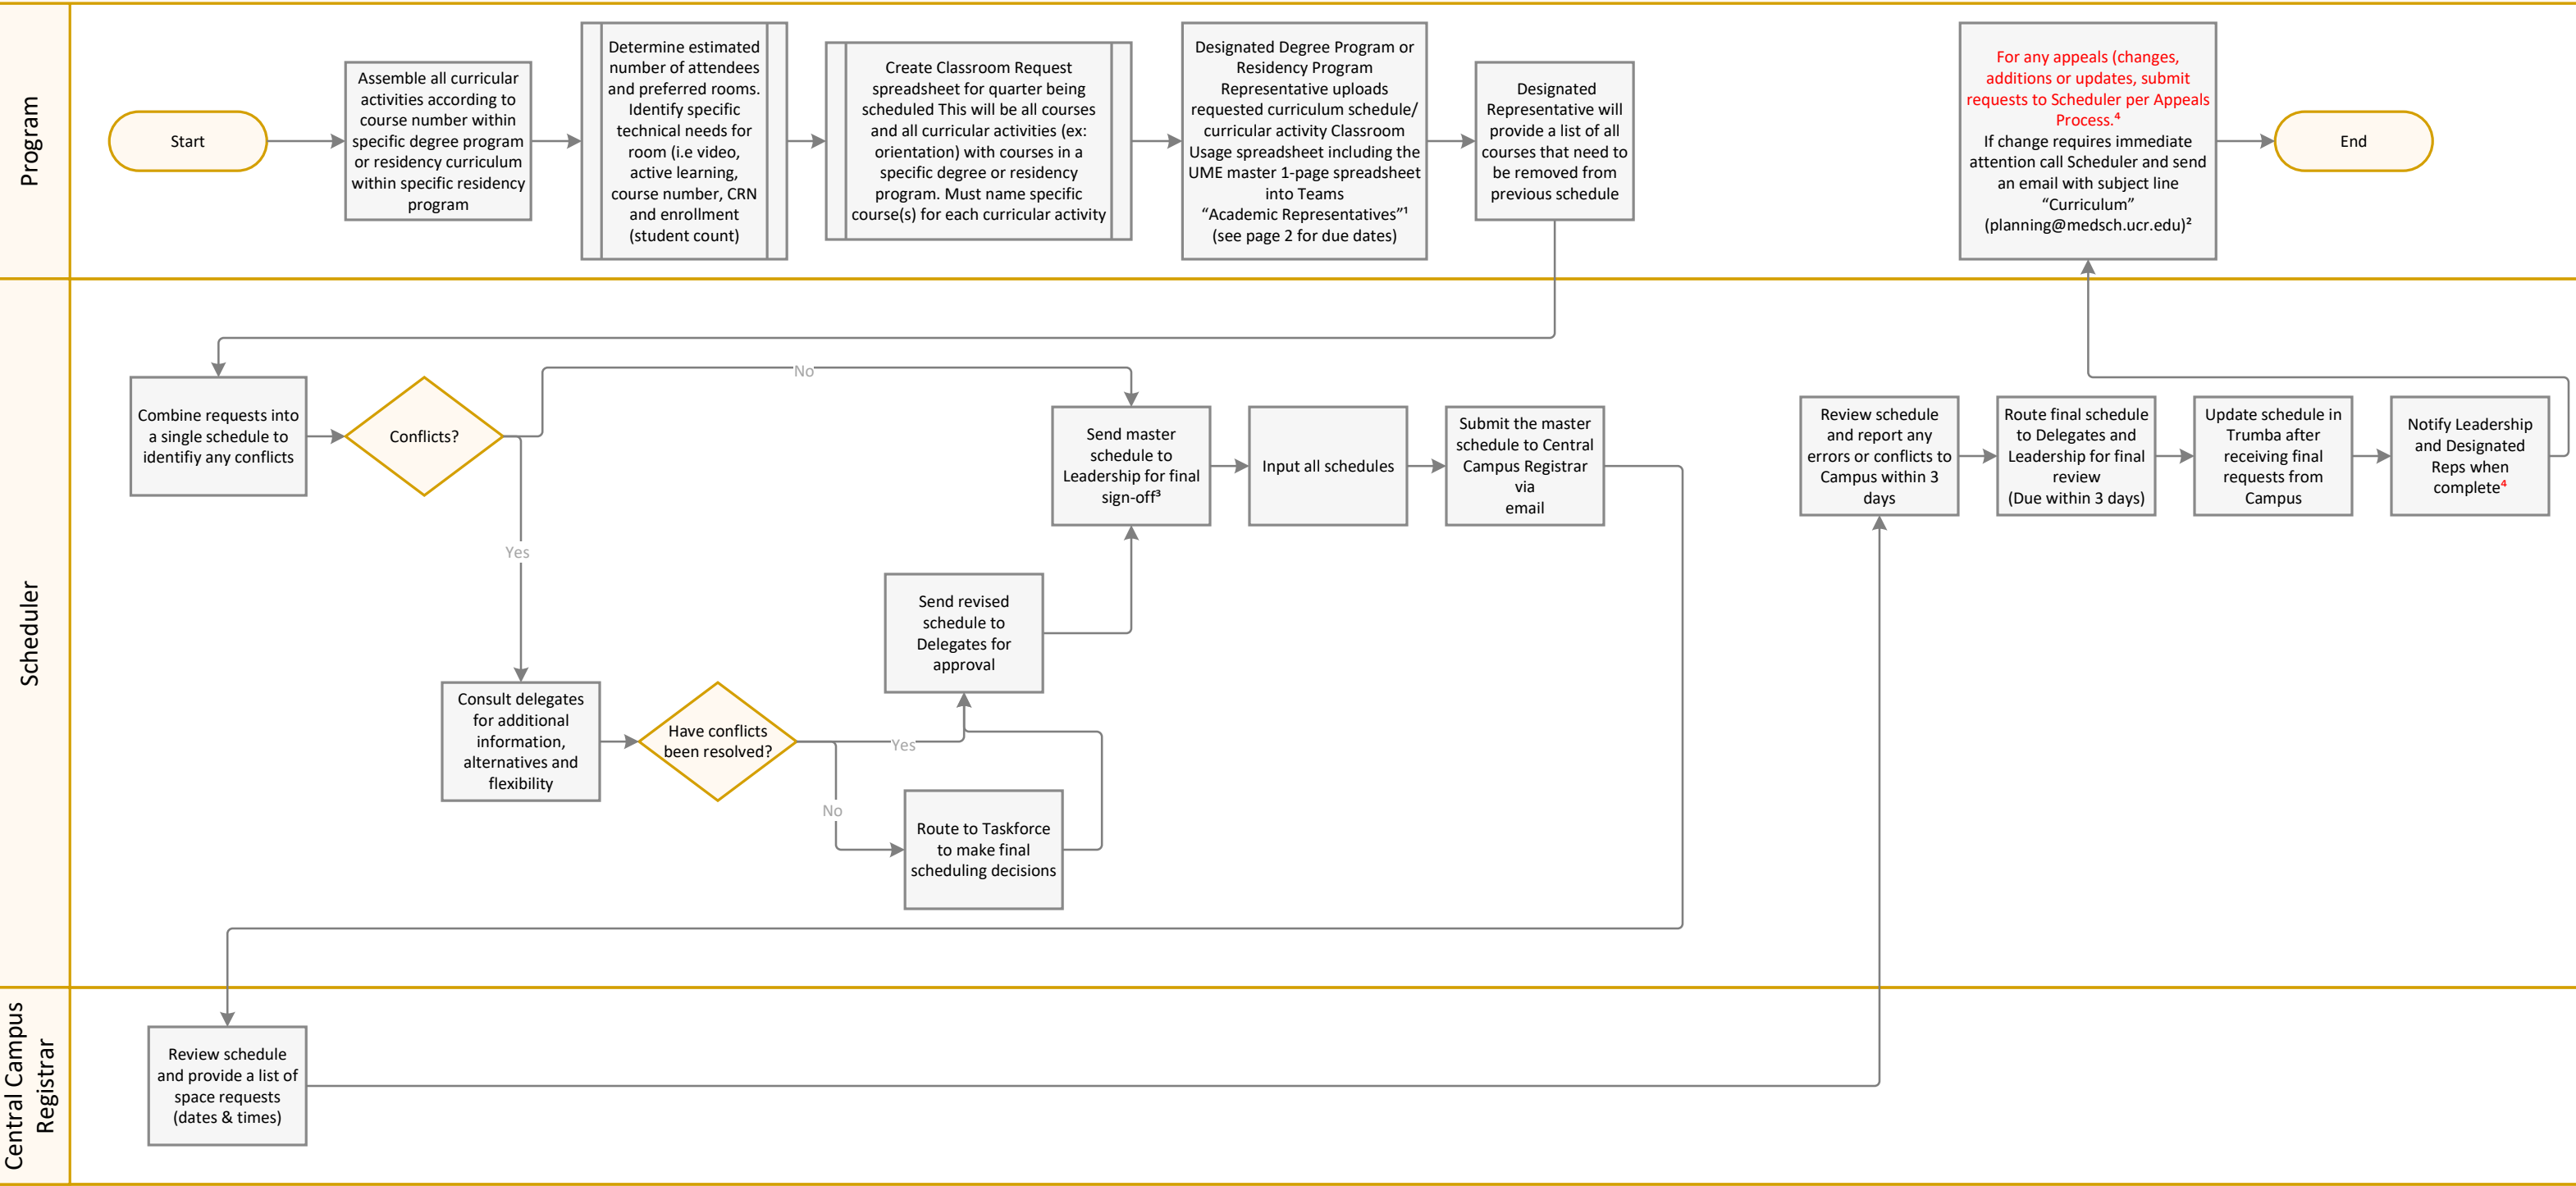 Program
Start
Assemble all curricular
activities according to
course number within
specific degree program
or residency curriculum
within specific residency
program
Determine estimated
number of attendees
and preferred rooms.
Identify specific
technical needs for
room (i.e video,
active learning,
course number, CRN
and enrollment
(student count)
Create Classroom Request
spreadsheet for quarter being
scheduled This will be all courses
and all curricular activities (ex:
orientation) with courses in a
specific degree or residency
program. Must name specific
course(s) for each curricular activity
Designated Degree Program or
Residency Program
Representative uploads
requested curriculum schedule/
curricular activity Classroom
Usage spreadsheet including the
UME master 1-page spreadsheet
into Teams
“Academic Representatives”¹
(see page 2 for due dates)
Designated
Representative will
provide a list of all
courses that need to
be removed from
previous schedule
For any appeals (changes,
additions or updates, submit
requests to Scheduler per Appeals
Process.⁴
If change requires immediate
attention call Scheduler and send
an email with subject line
“Curriculum”
(planning@medsch.ucr.edu)²
End
Scheduler
Combine requests into
a single schedule to
identifiy any conflicts
Conflicts?
No
Yes
Send master
schedule to
Leadership for final
sign-off³
Input all schedules
Submit the master
schedule to Central
Campus Registrar
via
email
Review schedule
and report any
errors or conflicts to
Campus within 3
days
Route final schedule
to Delegates and
Leadership for final
review
(Due within 3 days)
Update schedule in
Trumba after
receiving final
requests from
Campus
Notify Leadership
and Designated
Reps when
complete⁴
Send revised
schedule to
Delegates for
approval
Consult delegates
for additional
information,
alternatives and
flexibility
Have conflicts
been resolved?
Yes
No
Route to Taskforce
to make final
scheduling decisions
Central Campus
Registrar
Review schedule
and provide a list of
space requests
(dates & times)